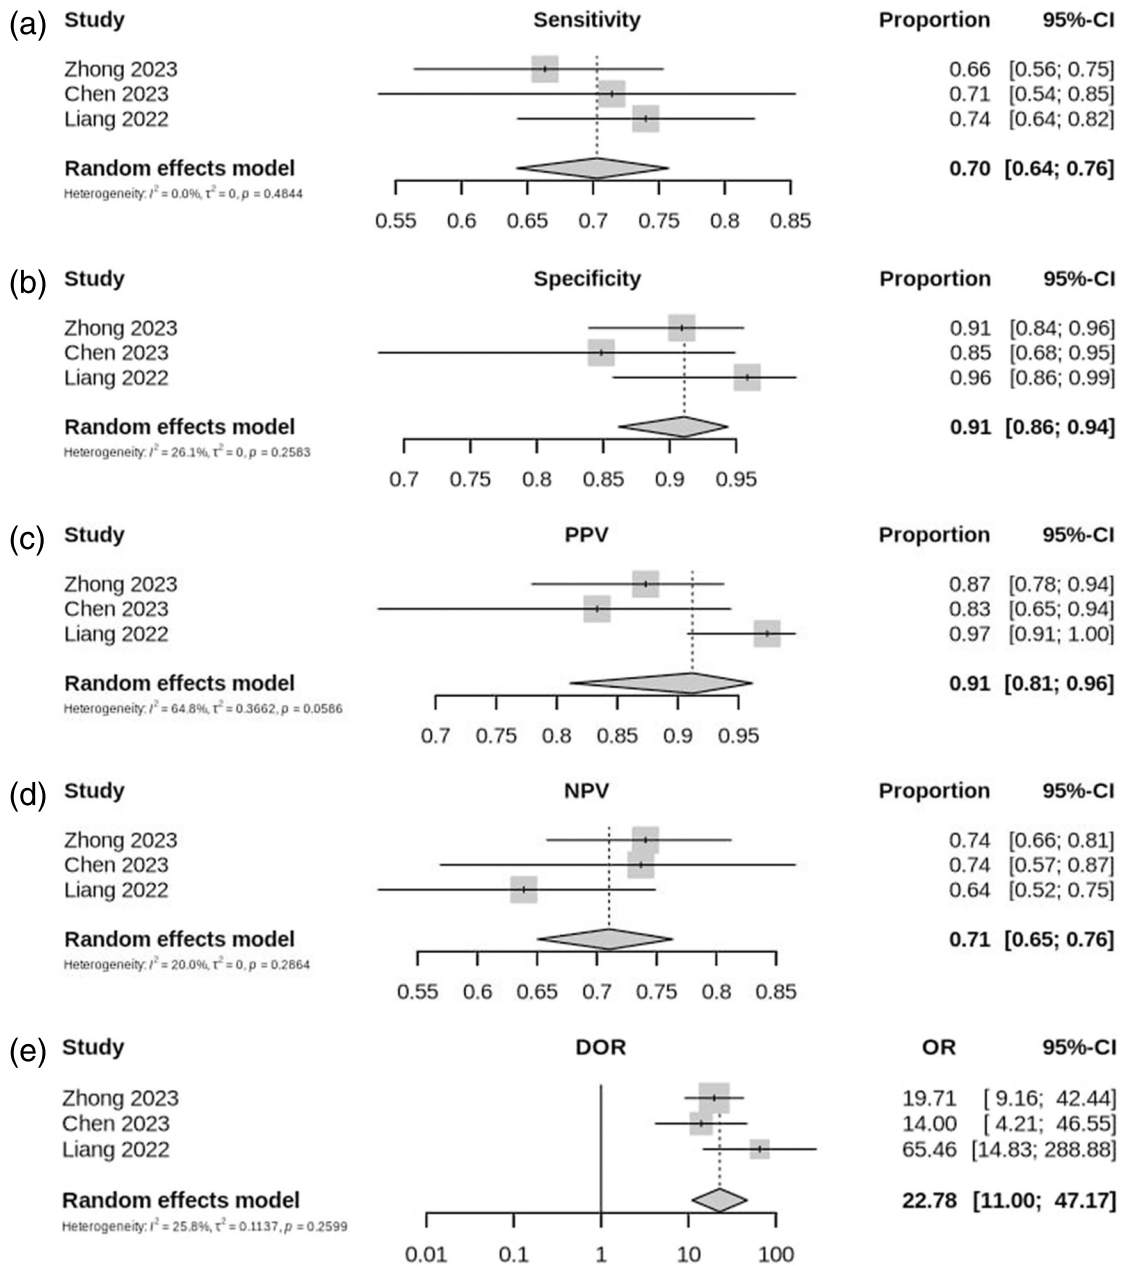 (a) Study Sensitivity Proportion 95%-CI
Zhong 2023 0.66 [0.56; 0.75]
Chen 2023 0.71 [0.54; 0.85]
Liang 2022 0.74 [0.64; 0.82]
Random effects model 0.70 [0.64; 0.76]
Heterogeneity: I² = 0.0%, τ² = 0, p = 0.4844
0.55 0.6 0.65 0.7 0.75 0.8 0.85
(b) Study Specificity Proportion 95%-CI
Zhong 2023 0.91 [0.84; 0.96]
Chen 2023 0.85 [0.68; 0.95]
Liang 2022 0.96 [0.86; 0.99]
Random effects model 0.91 [0.86; 0.94]
Heterogeneity: I² = 26.1%, τ² = 0, p = 0.2583
0.7 0.75 0.8 0.85 0.9 0.95
(c) Study PPV Proportion 95%-CI
Zhong 2023 0.87 [0.78; 0.94]
Chen 2023 0.83 [0.65; 0.94]
Liang 2022 0.97 [0.91; 1.00]
Random effects model 0.91 [0.81; 0.96]
Heterogeneity: I² = 64.8%, τ² = 0.3662, p = 0.0586
0.7 0.75 0.8 0.85 0.9 0.95
(d) Study NPV Proportion 95%-CI
Zhong 2023 0.74 [0.66; 0.81]
Chen 2023 0.74 [0.57; 0.87]
Liang 2022 0.64 [0.52; 0.75]
Random effects model 0.71 [0.65; 0.76]
Heterogeneity: I² = 20.0%, τ² = 0, p = 0.2864
0.55 0.6 0.65 0.7 0.75 0.8 0.85
(e) Study DOR OR 95%-CI
Zhong 2023 19.71 [ 9.16; 42.44]
Chen 2023 14.00 [ 4.21; 46.55]
Liang 2022 65.46 [14.83; 288.88]
Random effects model 22.78 [11.00; 47.17]
Heterogeneity: I² = 25.8%, τ² = 0.1137, p = 0.2599
0.01 0.1 1 10 100